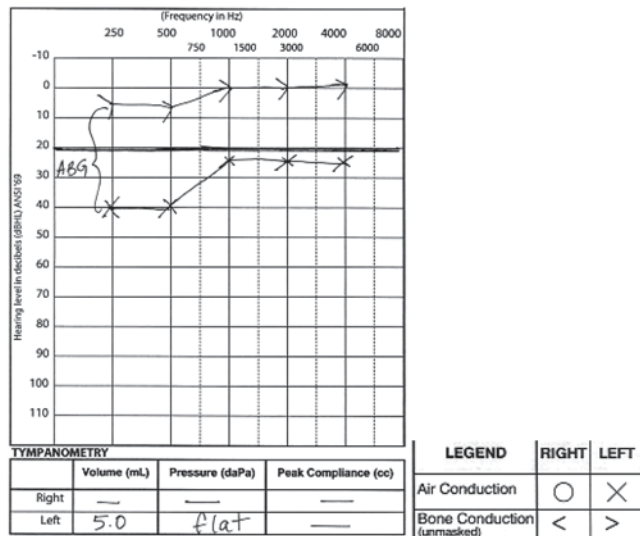 (Frequency in Hz)
250 500 1000 2000 4000 8000
750 1500 3000 6000
Hearing level in decibels (dBHL) ANSI'69
-10
0
10
20
ABG
30
40
50
60
70
80
90
100
110
TYMPANOMETRY
Volume (mL) Pressure (daPa) Peak Compliance (cc)
Right — — —
Left 5.0 flat —
LEGEND RIGHT LEFT
Air Conduction ○ ×
Bone Conduction < >
(unmasked)